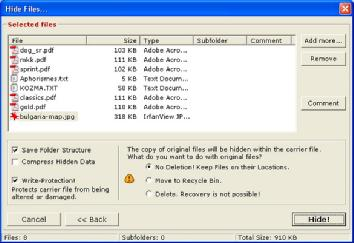 Hide Files...
Selected files
File Size Type Subfolder Comment
deg_sr.pdf 103 KB Adobe Acro...
mkk.pdf 111 KB Adobe Acro...
sprint.pdf 102 KB Adobe Acro...
Aphorismes.txt 5 KB Text Docum...
KOZMA.TXT 58 KB Text Docum...
classics.pdf 111 KB Adobe Acro...
gold.pdf 110 KB Adobe Acro...
bulgaria-map.jpg 318 KB IrfanView JP...
Add more...
Remove
Comment
Save Folder Structure
Compress Hidden Data
Write-Protection!
Protects carrier file from being
altered or damaged.
The copy of original files will be hidden within the carrier file.
What do you want to do with original files?
No Deletion! Keep Files on their Locations.
Move to Recycle Bin.
Delete. Recovery is not possible!
Cancel
<< Back
Hide!
Files: 8 Subfolders: 0 Total Size: 910 KB